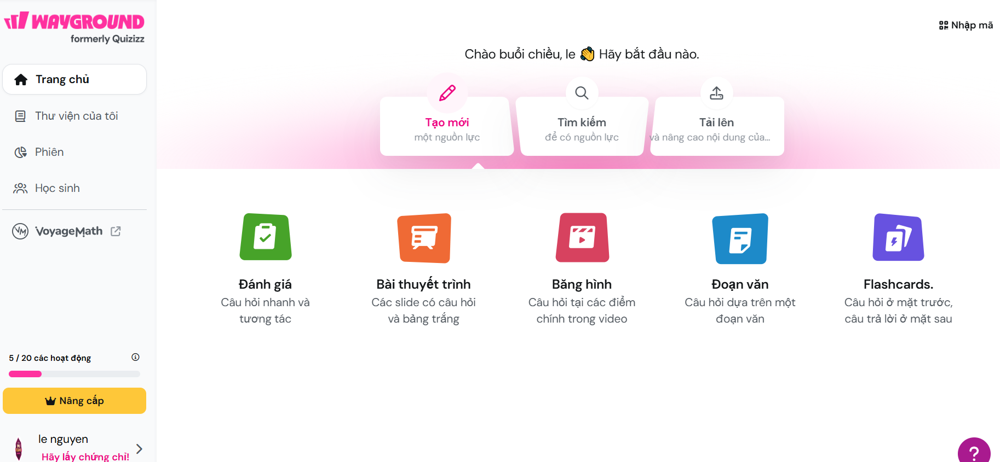 WAYGROUND
formerly Quizizz
Trang chủ
Thư viện của tôi
Phiên
Học sinh
VoyageMath
5 / 20 các hoạt động
Nâng cấp
le nguyen
Hãy lấy chứng chỉ!
Nhập mã
Chào buổi chiều, le 👋 Hãy bắt đầu nào.
Tạo mới
một nguồn lực
Tìm kiếm
để có nguồn lực
Tải lên
và nâng cao nội dung của...
Đánh giá
Câu hỏi nhanh và
tương tác
Bài thuyết trình
Các slide có câu hỏi
và bảng trắng
Băng hình
Câu hỏi tại các điểm
chính trong video
Đoạn văn
Câu hỏi dựa trên một
đoạn văn
Flashcards.
Câu hỏi ở mặt trước,
câu trả lời ở mặt sau
?